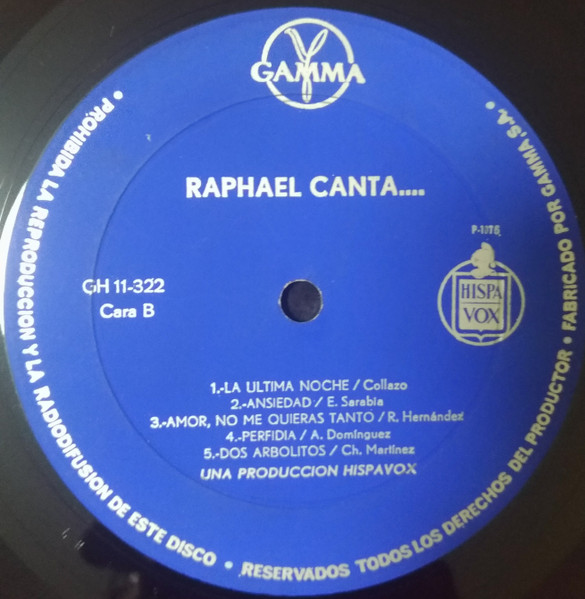 GAMMA
RAPHAEL CANTA....
GH 11-322
Cara B
P-1976
HISPA
VOX
1.-LA ULTIMA NOCHE / Collazo
2.-ANSIEDAD / E. Sarabia
3.-AMOR, NO ME QUIERAS TANTO / R. Hernández
4.-PERFIDIA / A. Domínguez
5.-DOS ARBOLITOS / Ch. Martínez
UNA PRODUCCION HISPAVOX
• PROHIBIDA LA REPRODUCCION Y LA RADIODIFUSION DE ESTE DISCO • RESERVADOS TODOS LOS DERECHOS DEL PRODUCTOR • FABRICADO POR GAMMA, S.A. •